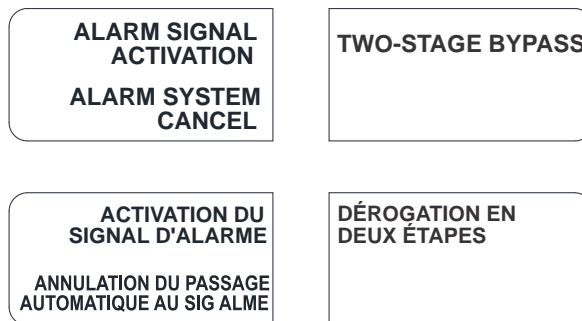 ALARM SIGNAL
ACTIVATION
ALARM SYSTEM
CANCEL
TWO-STAGE BYPASS
ACTIVATION DU
SIGNAL D'ALARME
ANNULATION DU PASSAGE
AUTOMATIQUE AU SIG ALME
DÉROGATION EN
DEUX ÉTAPES